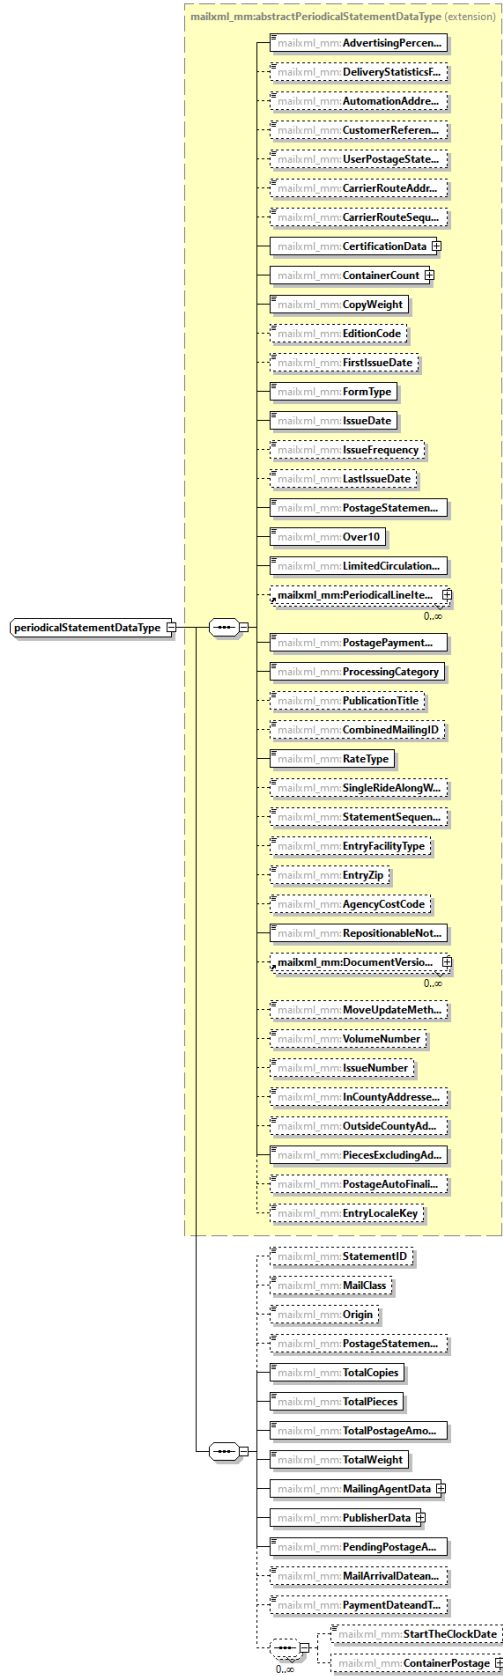 mailxml_mm:abstractPeriodicalStatementDataType (extension)
mailxml_mm:AdvertisingPercen...
mailxml_mm:DeliveryStatisticsF...
mailxml_mm:AutomationAddre...
mailxml_mm:CustomerReferen...
mailxml_mm:UserPostageState...
mailxml_mm:CarrierRouteAddr...
mailxml_mm:CarrierRouteSequ...
mailxml_mm:CertificationData
mailxml_mm:ContainerCount
mailxml_mm:CopyWeight
mailxml_mm:EditionCode
mailxml_mm:FirstIssueDate
mailxml_mm:FormType
mailxml_mm:IssueDate
mailxml_mm:IssueFrequency
mailxml_mm:LastIssueDate
mailxml_mm:PostageStatemen...
mailxml_mm:Over10
mailxml_mm:LimitedCirculation...
mailxml_mm:PeriodicalLineIte...
0..∞
periodicalStatementDataType
mailxml_mm:PostagePayment...
mailxml_mm:ProcessingCategory
mailxml_mm:PublicationTitle
mailxml_mm:CombinedMailingID
mailxml_mm:RateType
mailxml_mm:SingleRideAlongW...
mailxml_mm:StatementSequen...
mailxml_mm:EntryFacilityType
mailxml_mm:EntryZip
mailxml_mm:AgencyCostCode
mailxml_mm:RepositionableNot...
mailxml_mm:DocumentVersio...
0..∞
mailxml_mm:MoveUpdateMeth...
mailxml_mm:VolumeNumber
mailxml_mm:IssueNumber
mailxml_mm:InCountyAddresse...
mailxml_mm:OutsideCountyAd...
mailxml_mm:PiecesExcludingAd...
mailxml_mm:PostageAutoFinali...
mailxml_mm:EntryLocaleKey
mailxml_mm:StatementID
mailxml_mm:MailClass
mailxml_mm:Origin
mailxml_mm:PostageStatemen...
mailxml_mm:TotalCopies
mailxml_mm:TotalPieces
mailxml_mm:TotalPostageAmo...
mailxml_mm:TotalWeight
mailxml_mm:MailingAgentData
mailxml_mm:PublisherData
mailxml_mm:PendingPostageA...
mailxml_mm:MailArrivalDatean...
mailxml_mm:PaymentDateandT...
mailxml_mm:StartTheClockDate
mailxml_mm:ContainerPostage
0..∞